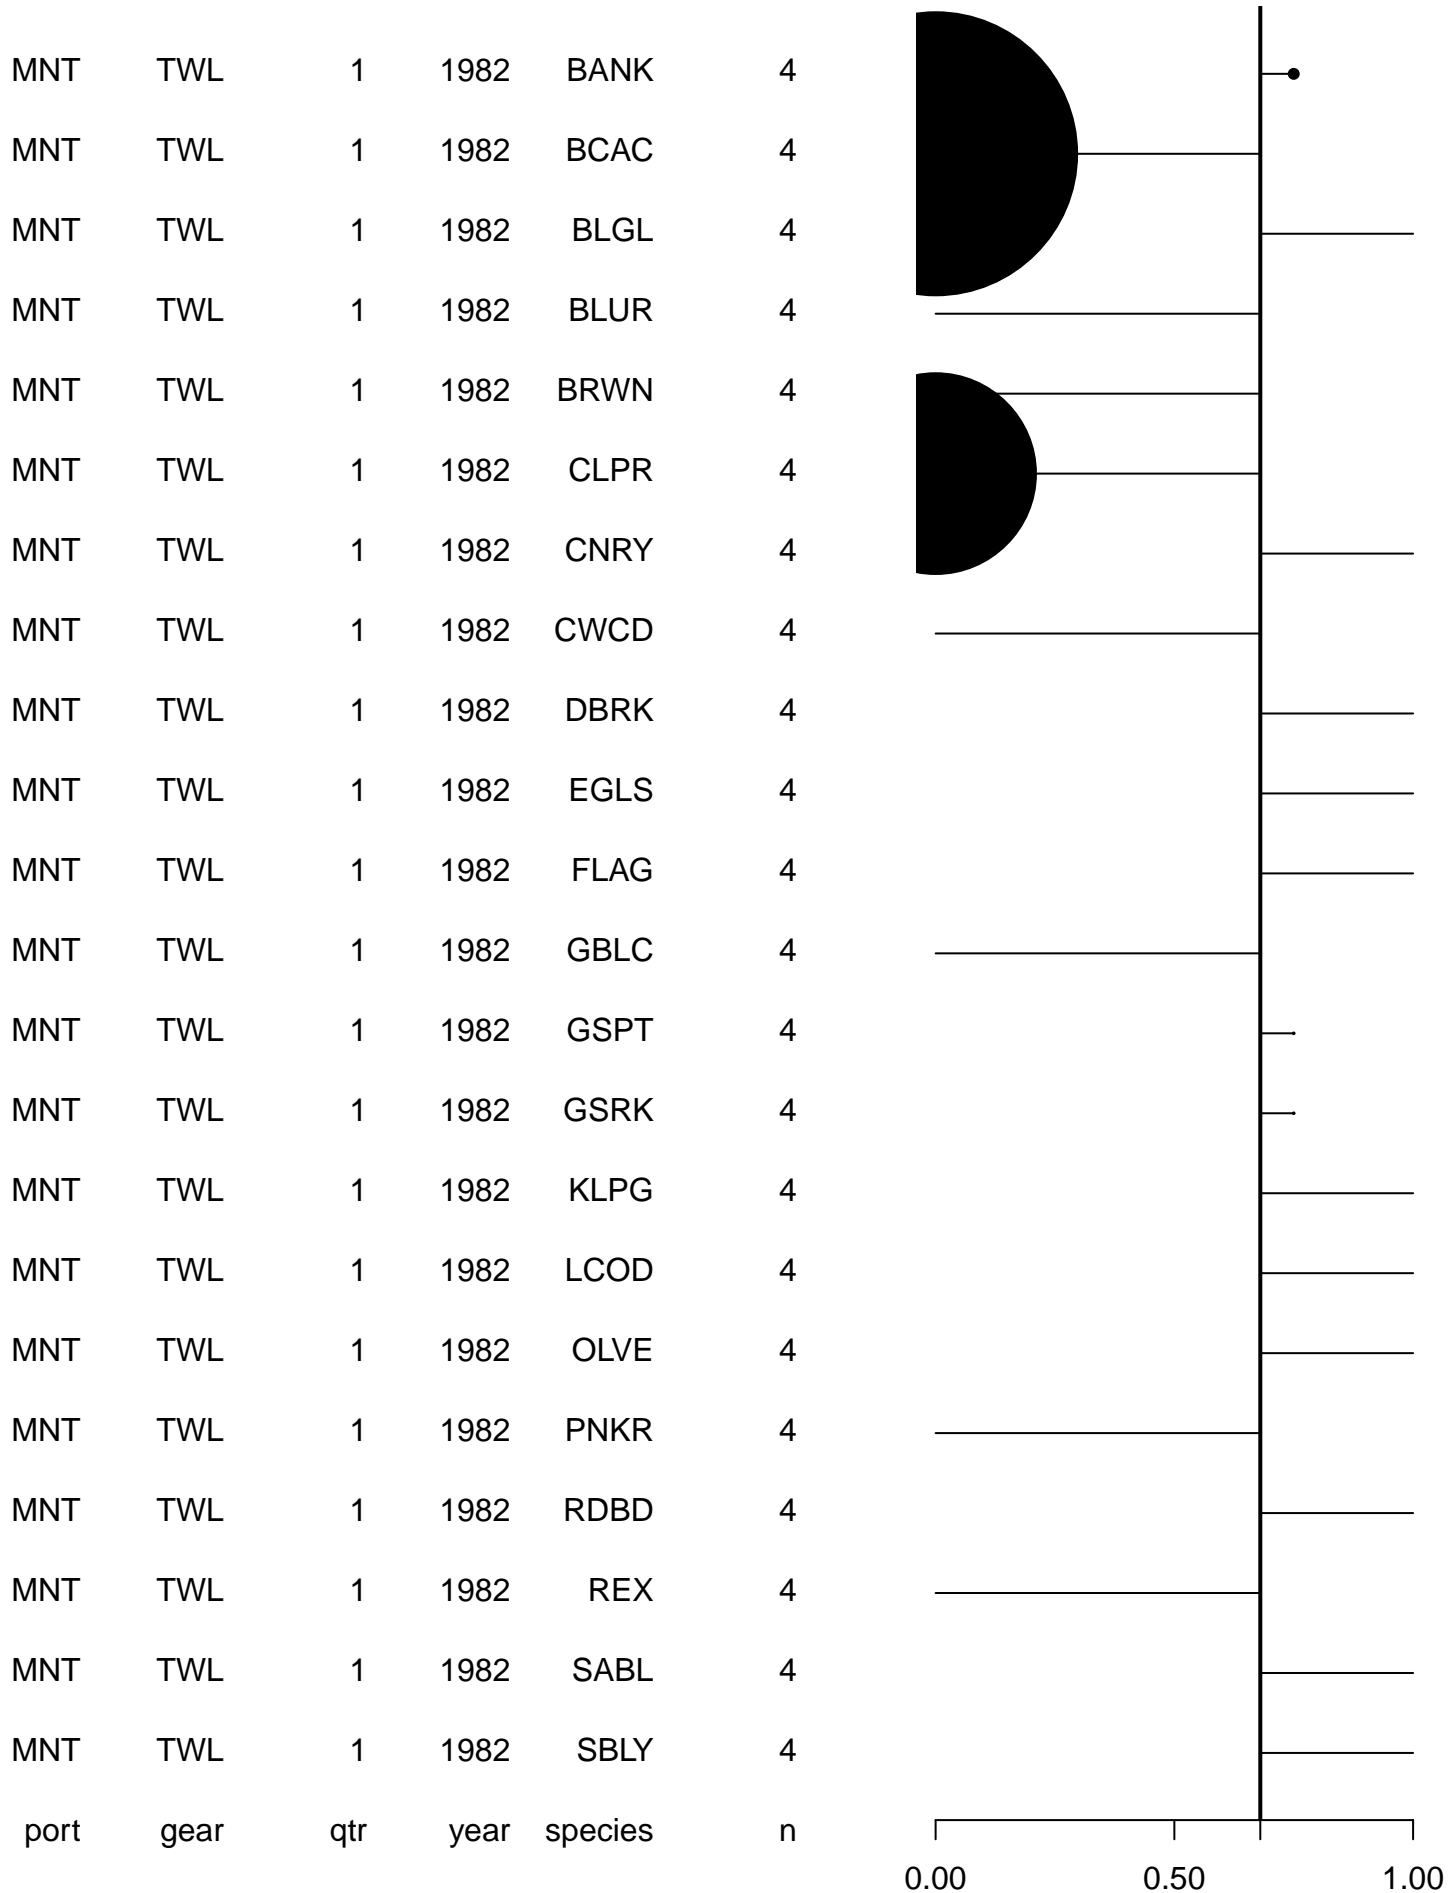 MNT TWL 1 1982 BANK 4
MNT TWL 1 1982 BCAC 4
MNT TWL 1 1982 BLGL 4
MNT TWL 1 1982 BLUR 4
MNT TWL 1 1982 BRWN 4
MNT TWL 1 1982 CLPR 4
MNT TWL 1 1982 CNRY 4
MNT TWL 1 1982 CWCD 4
MNT TWL 1 1982 DBRK 4
MNT TWL 1 1982 EGLS 4
MNT TWL 1 1982 FLAG 4
MNT TWL 1 1982 GBLC 4
MNT TWL 1 1982 GSPT 4
MNT TWL 1 1982 GSRK 4
MNT TWL 1 1982 KLPG 4
MNT TWL 1 1982 LCOD 4
MNT TWL 1 1982 OLVE 4
MNT TWL 1 1982 PNKR 4
MNT TWL 1 1982 RDBD 4
MNT TWL 1 1982 REX 4
MNT TWL 1 1982 SABL 4
MNT TWL 1 1982 SBLY 4
port gear qtr year species n
0.00 0.50 1.00